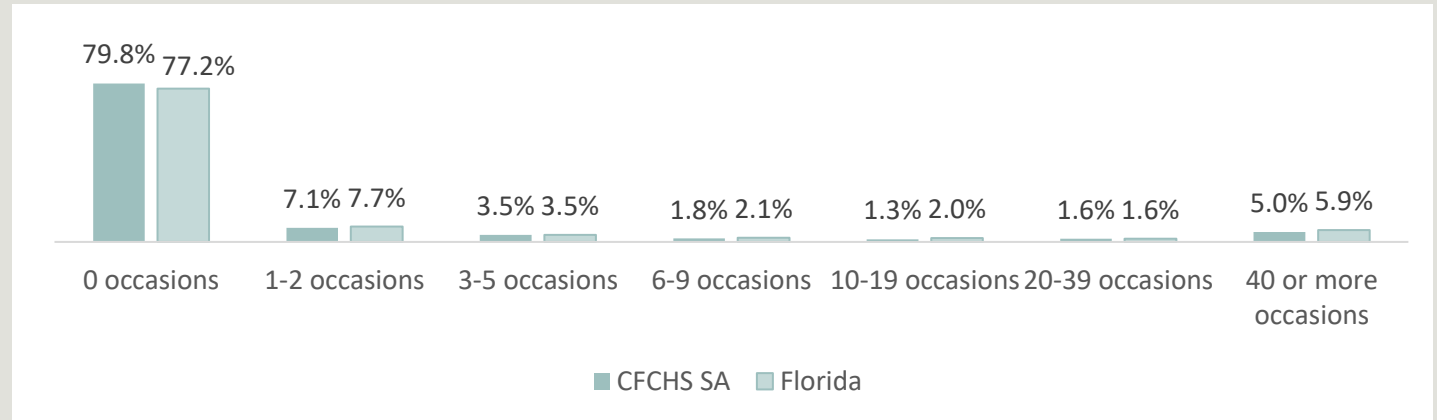 79.8% 77.2%
7.1% 7.7%
3.5% 3.5%
1.8% 2.1%
1.3% 2.0%
1.6% 1.6%
5.0% 5.9%
0 occasions
1-2 occasions
3-5 occasions
6-9 occasions
10-19 occasions
20-39 occasions
40 or more
occasions
CFCHS SA
Florida